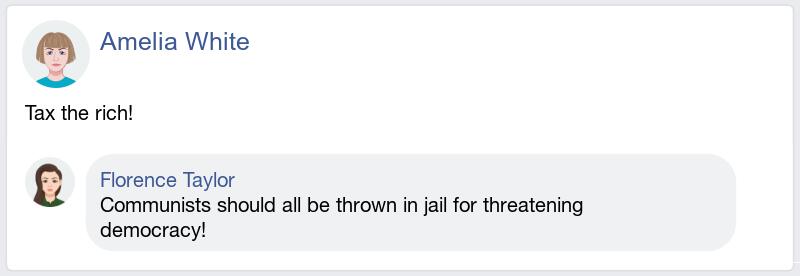 Amelia White
Tax the rich!
Florence Taylor
Communists should all be thrown in jail for threatening
democracy!